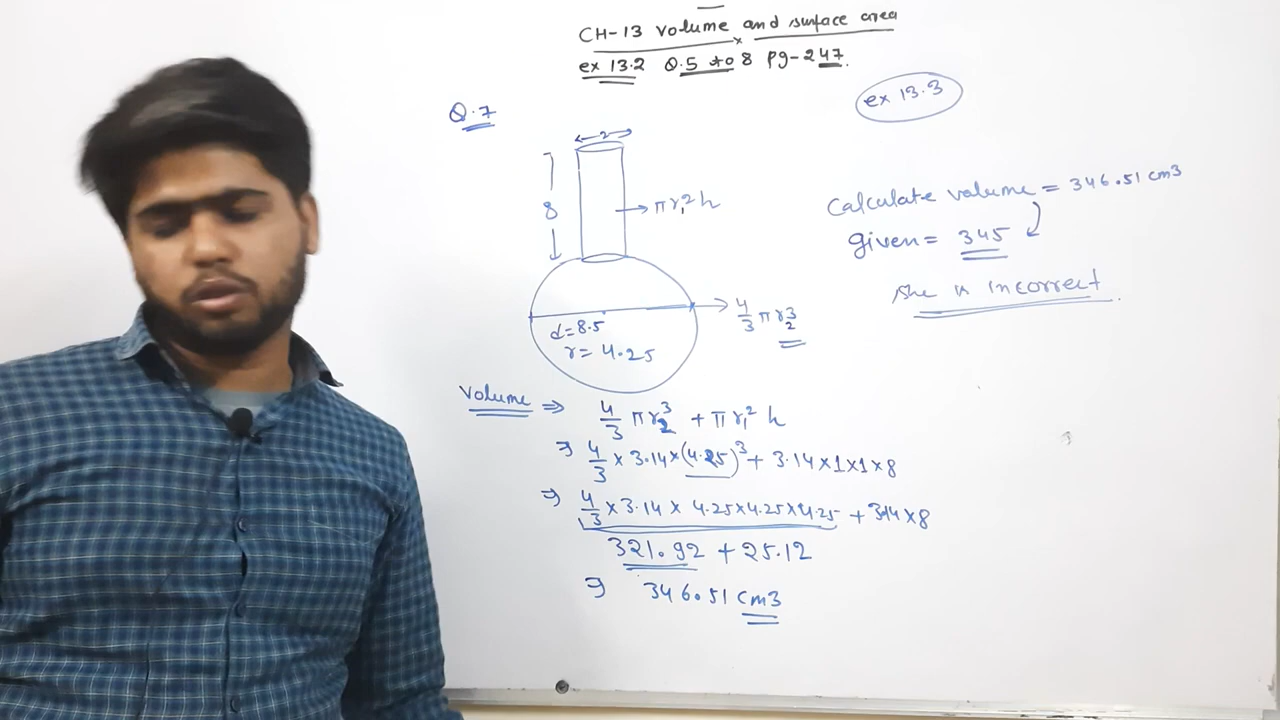 CH-13 volume and surface area
ex 13.2 Q.5 to 8 Pg-247.
ex 13.3
Q.7
2
8
πr₁²h
d=8.5
r=4.25
4/3 πr₂³
Calculate volume = 346.51 cm3
given = 345
she is incorrect.
Volume ⇒ 4/3 πr₂³ + πr₁²h
⇒ 4/3 × 3.14 × (4.25)³ + 3.14×1×1×8
⇒ 4/3 × 3.14 × 4.25×4.25×4.25 + 3.14×8
321.92 + 25.12
⇒ 346.51 cm3